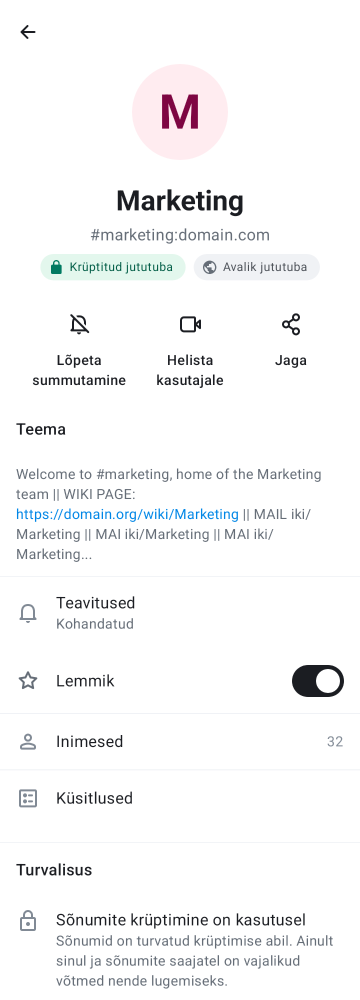 M
Marketing
#marketing:domain.com
Krüptitud jututuba
Avalik jututuba
Lõpeta
summutamine
Helista
kasutajale
Jaga
Teema
Welcome to #marketing, home of the Marketing
team || WIKI PAGE:
https://domain.org/wiki/Marketing || MAIL iki/
Marketing || MAI iki/Marketing || MAI iki/
Marketing...
Teavitused
Kohandatud
Lemmik
Inimesed
32
Küsitlused
Turvalisus
Sõnumite krüptimine on kasutusel
Sõnumid on turvatud krüptimise abil. Ainult
sinul ja sõnumite saajatel on vajalikud
võtmed nende lugemiseks.